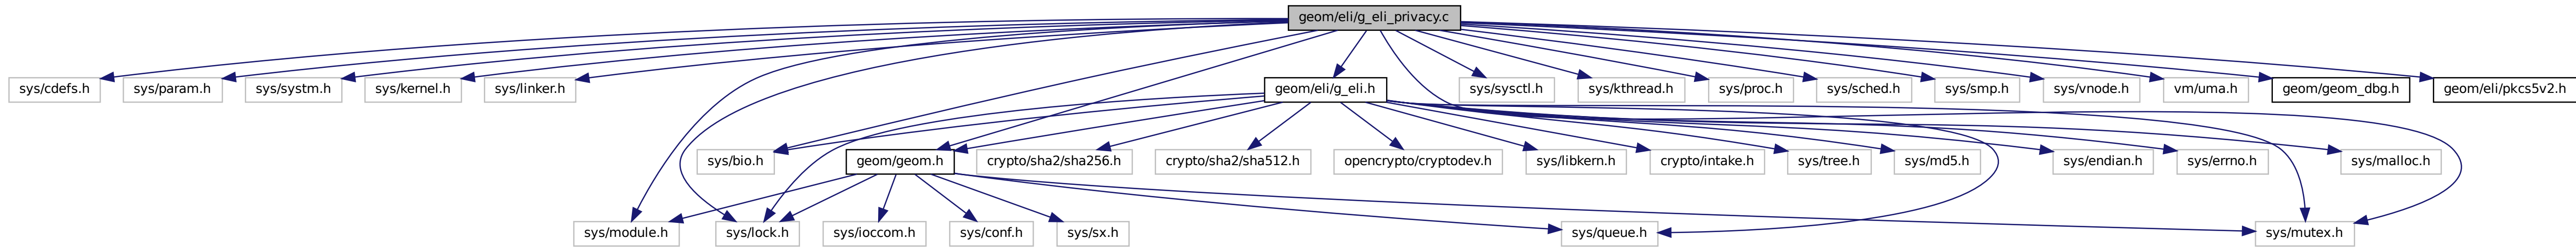 geom/eli/g_eli_privacy.c
sys/cdefs.h
sys/param.h
sys/systm.h
sys/kernel.h
sys/linker.h
geom/eli/g_eli.h
sys/sysctl.h
sys/kthread.h
sys/proc.h
sys/sched.h
sys/smp.h
sys/vnode.h
vm/uma.h
geom/geom_dbg.h
geom/eli/pkcs5v2.h
sys/bio.h
geom/geom.h
crypto/sha2/sha256.h
crypto/sha2/sha512.h
opencrypto/cryptodev.h
sys/libkern.h
crypto/intake.h
sys/tree.h
sys/md5.h
sys/endian.h
sys/errno.h
sys/malloc.h
sys/module.h
sys/lock.h
sys/ioccom.h
sys/conf.h
sys/sx.h
sys/queue.h
sys/mutex.h